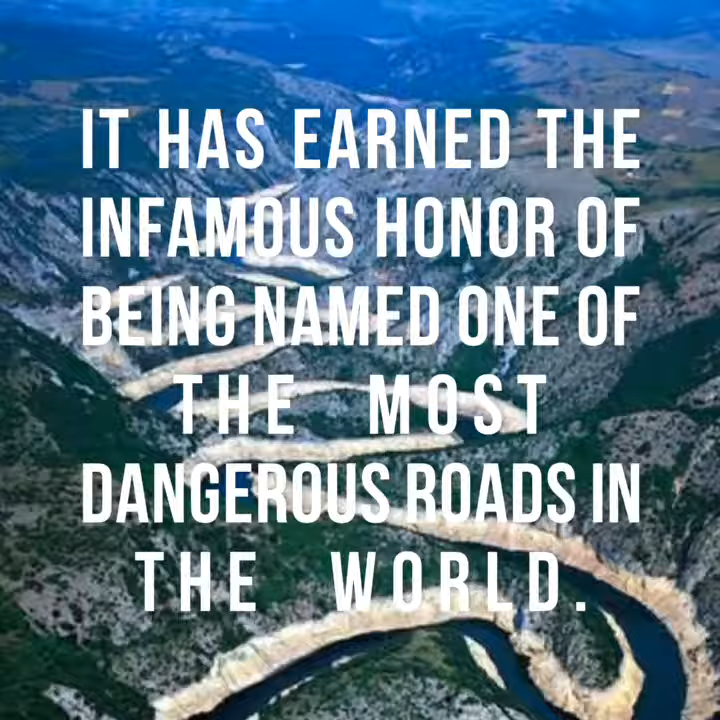 IT HAS EARNED THE
INFAMOUS HONOR OF
BEING NAMED ONE OF
THE MOST
DANGEROUS ROADS IN
THE WORLD.